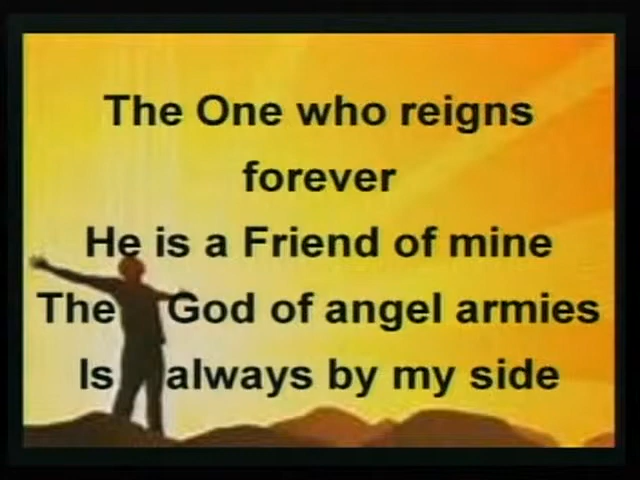 The One who reigns
forever
He is a Friend of mine
The God of angel armies
Is always by my side